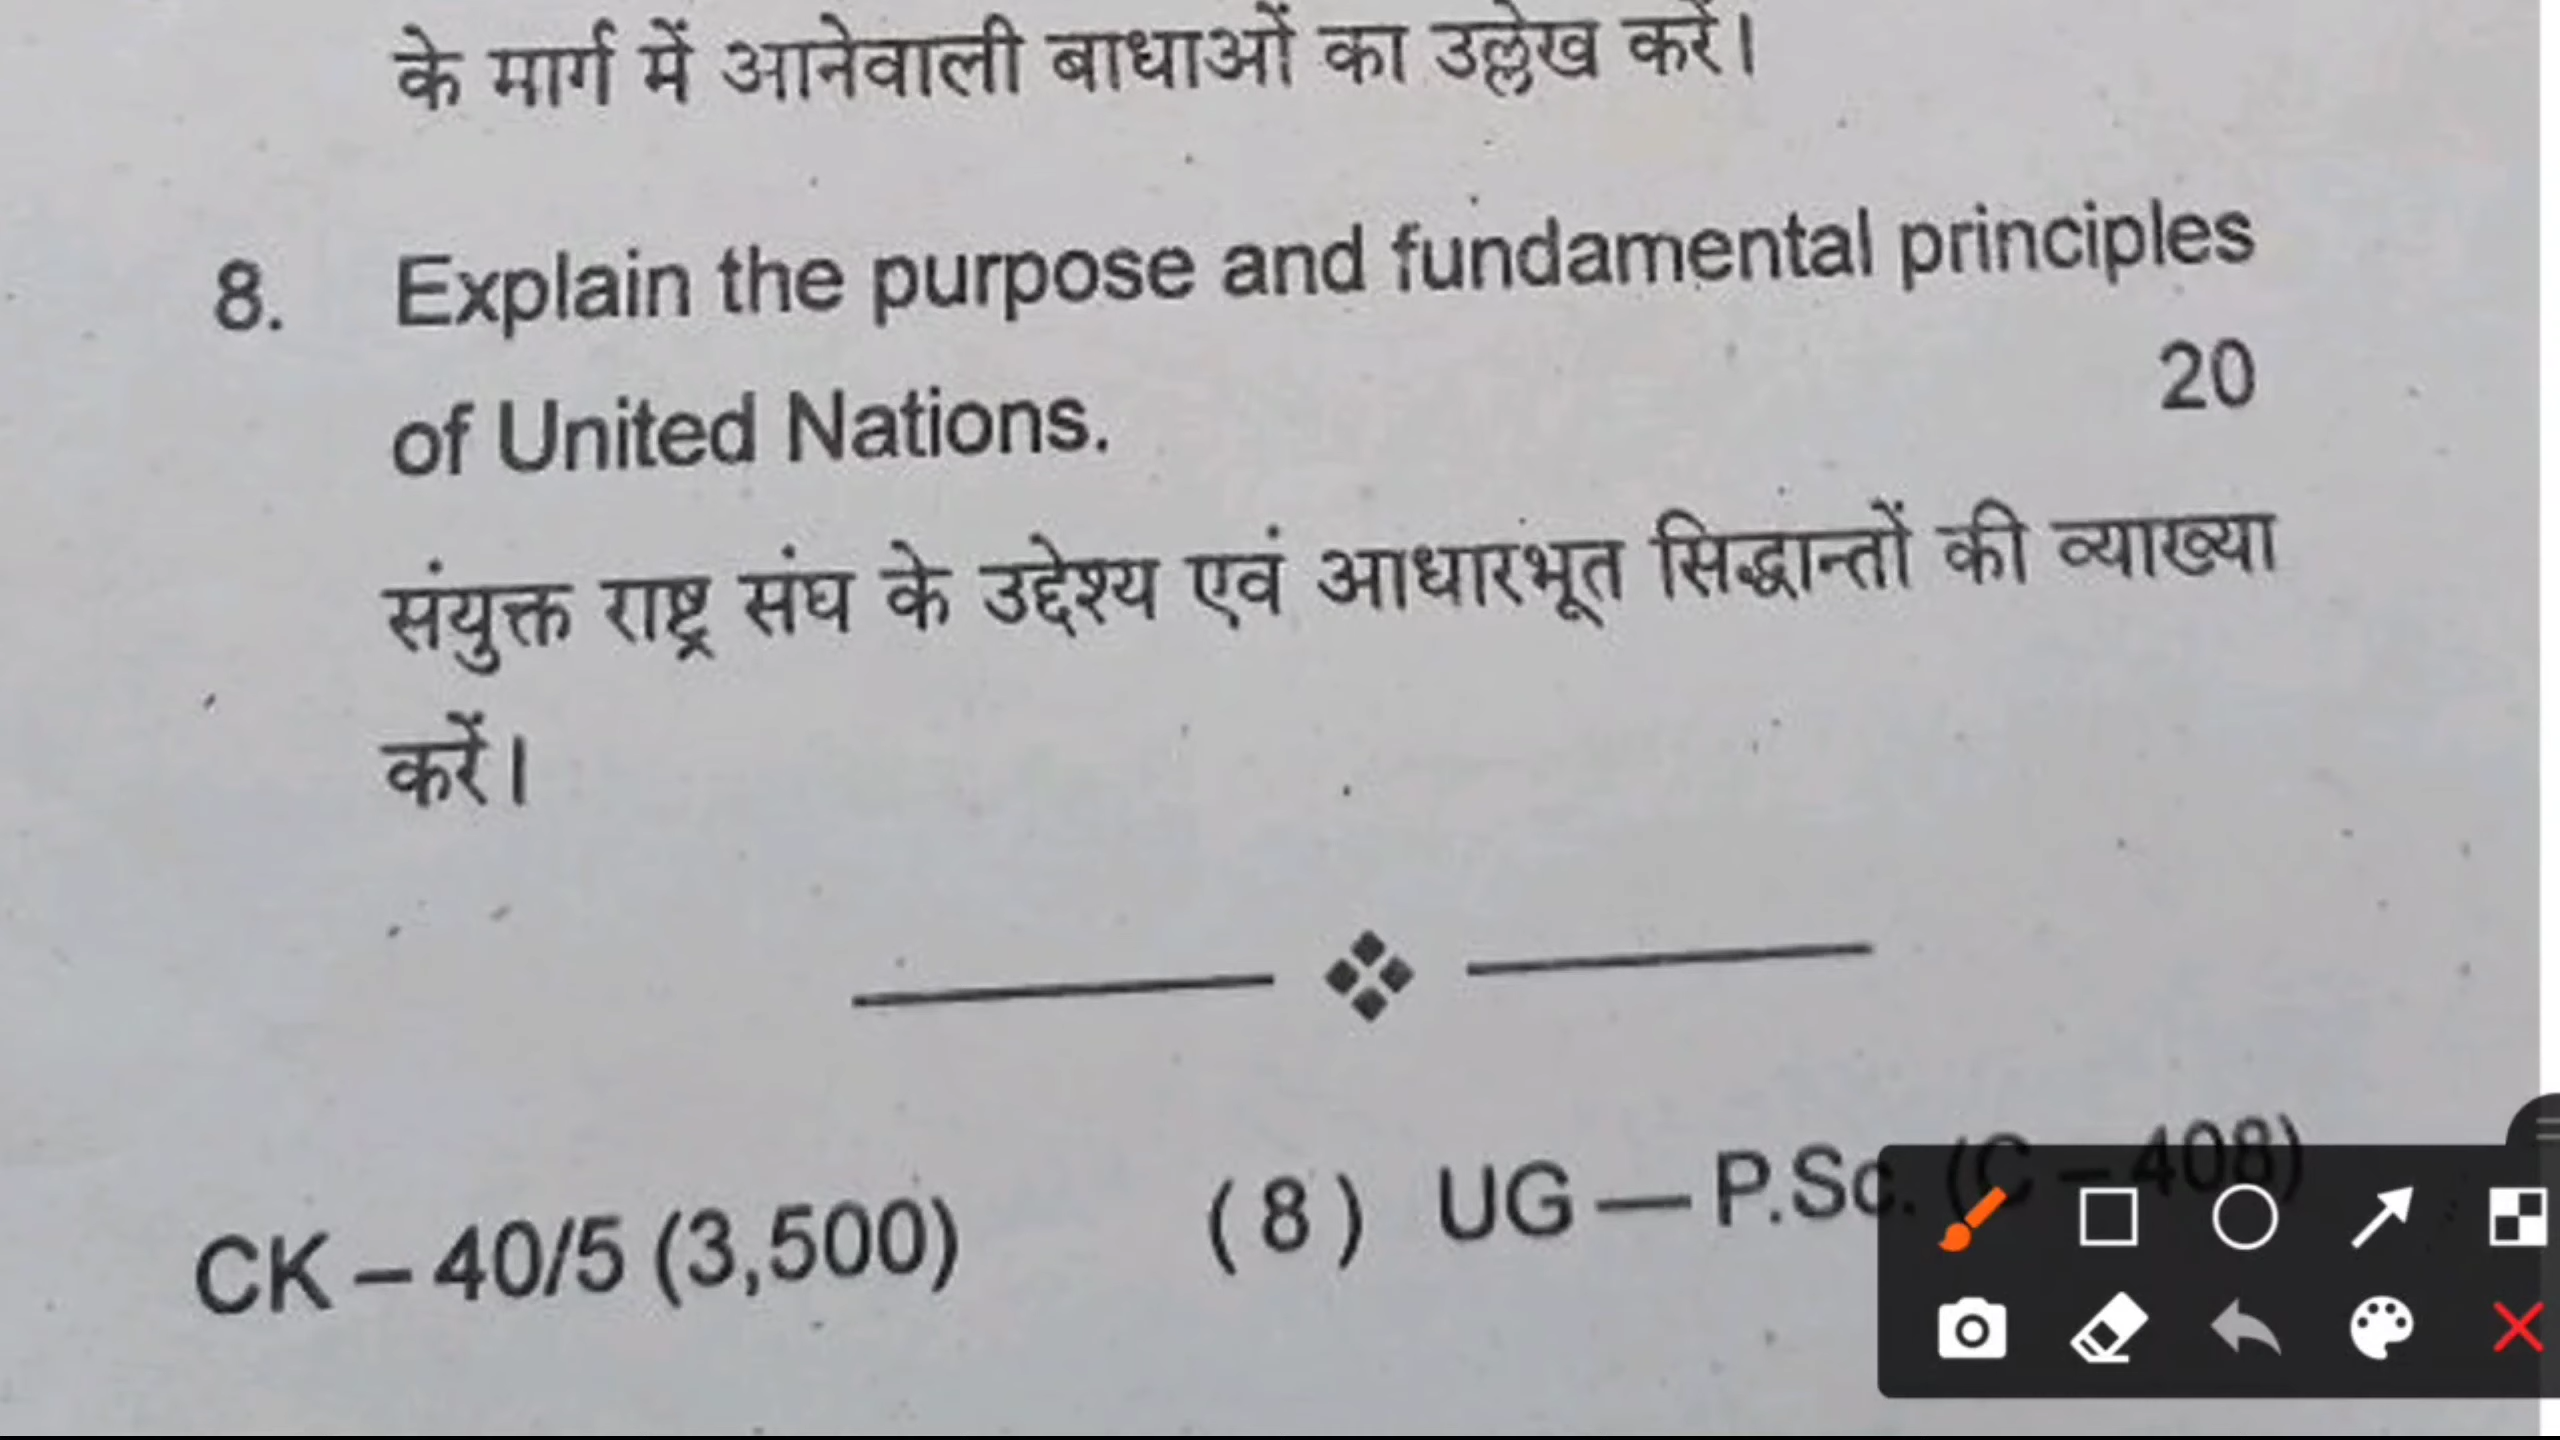 के मार्ग में आनेवाली बाधाओं का उल्लेख करें।
8. Explain the purpose and fundamental principles
of United Nations. 20
संयुक्त राष्ट्र संघ के उद्देश्य एवं आधारभूत सिद्धान्तों की व्याख्या
करें।
CK – 40/5 (3,500) (8) UG — P.Sc. (C – 408)